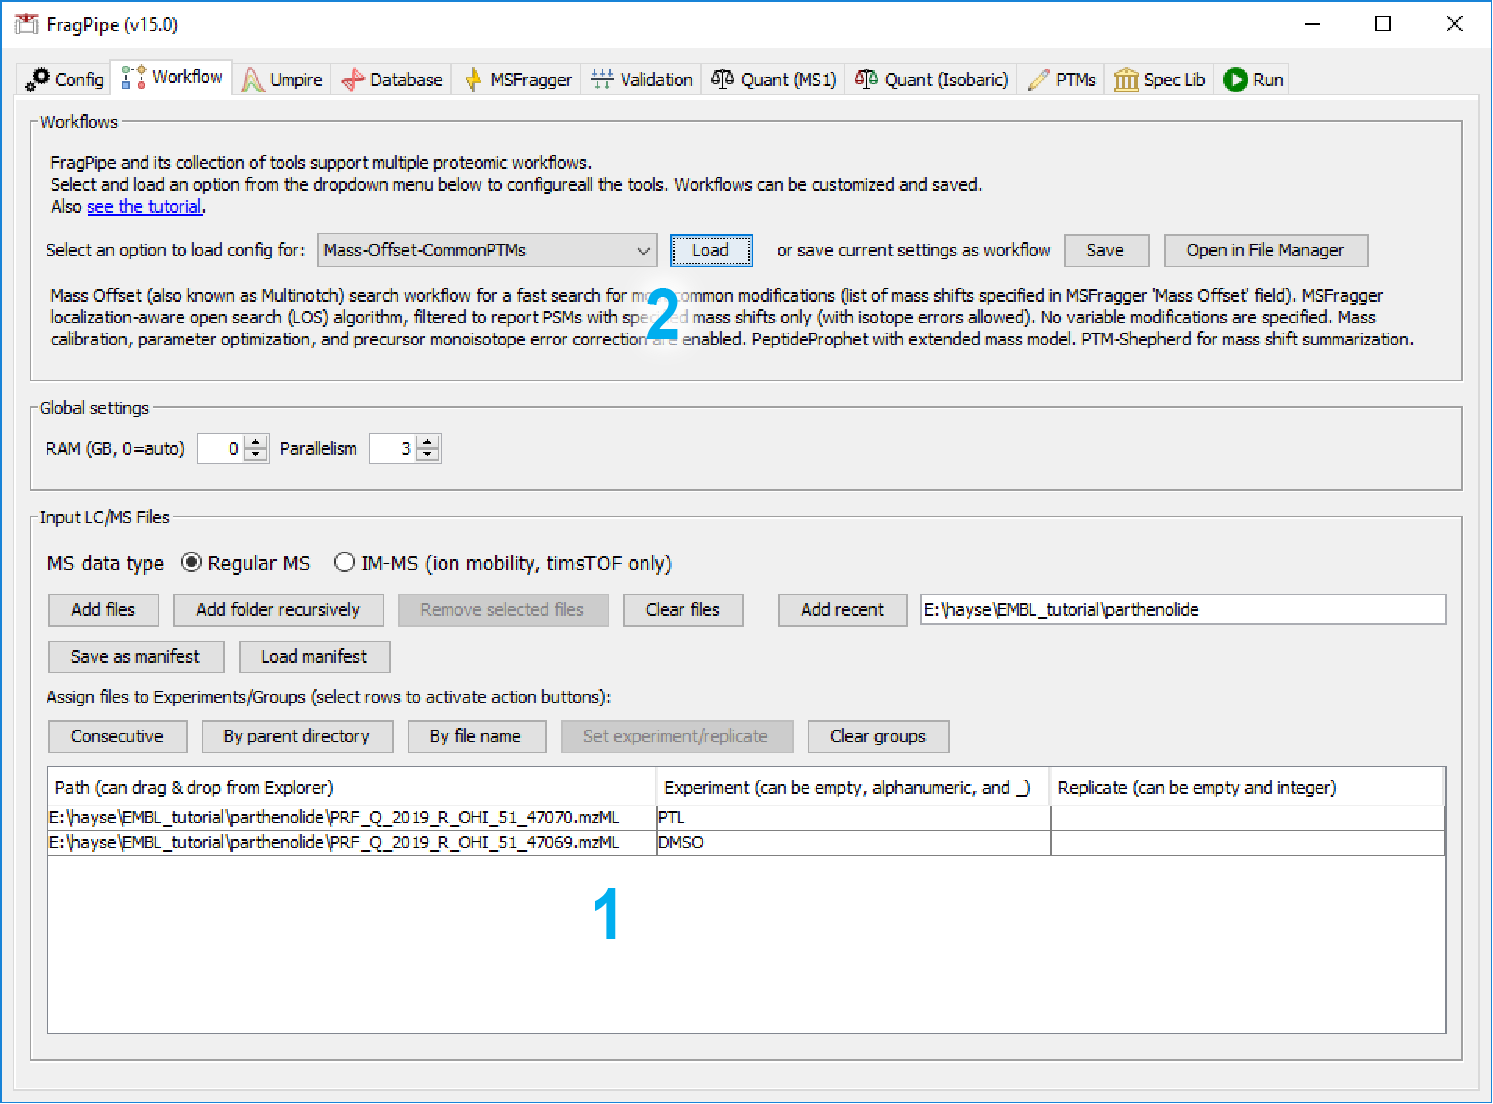 FragPipe (v15.0)
Config Workflow Umpire Database MSFragger Validation Quant (MS1) Quant (Isobaric) PTMs Spec Lib Run
Workflows
FragPipe and its collection of tools support multiple proteomic workflows.
Select and load an option from the dropdown menu below to configureall the tools. Workflows can be customized and saved.
Also see the tutorial.
Select an option to load config for: Mass-Offset-CommonPTMs Load or save current settings as workflow Save Open in File Manager
Mass Offset (also known as Multinotch) search workflow for a fast search for common modifications (list of mass shifts specified in MSFragger 'Mass Offset' field). MSFragger
localization-aware open search (LOS) algorithm, filtered to report PSMs with mass shifts only (with isotope errors allowed). No variable modifications are specified. Mass
calibration, parameter optimization, and precursor monoisotope error correction enabled. PeptideProphet with extended mass model. PTM-Shepherd for mass shift summarization.
2
Global settings
RAM (GB, 0=auto) 0 Parallelism 3
Input LC/MS Files
MS data type Regular MS IM-MS (ion mobility, timsTOF only)
Add files Add folder recursively Remove selected files Clear files Add recent E:\hayse\EMBL_tutorial\parthenolide
Save as manifest Load manifest
Assign files to Experiments/Groups (select rows to activate action buttons):
Consecutive By parent directory By file name Set experiment/replicate Clear groups
Path (can drag & drop from Explorer) Experiment (can be empty, alphanumeric, and _) Replicate (can be empty and integer)
E:\hayse\EMBL_tutorial\parthenolide\PRF_Q_2019_R_OHI_51_47070.mzML PTL
E:\hayse\EMBL_tutorial\parthenolide\PRF_Q_2019_R_OHI_51_47069.mzML DMSO
1